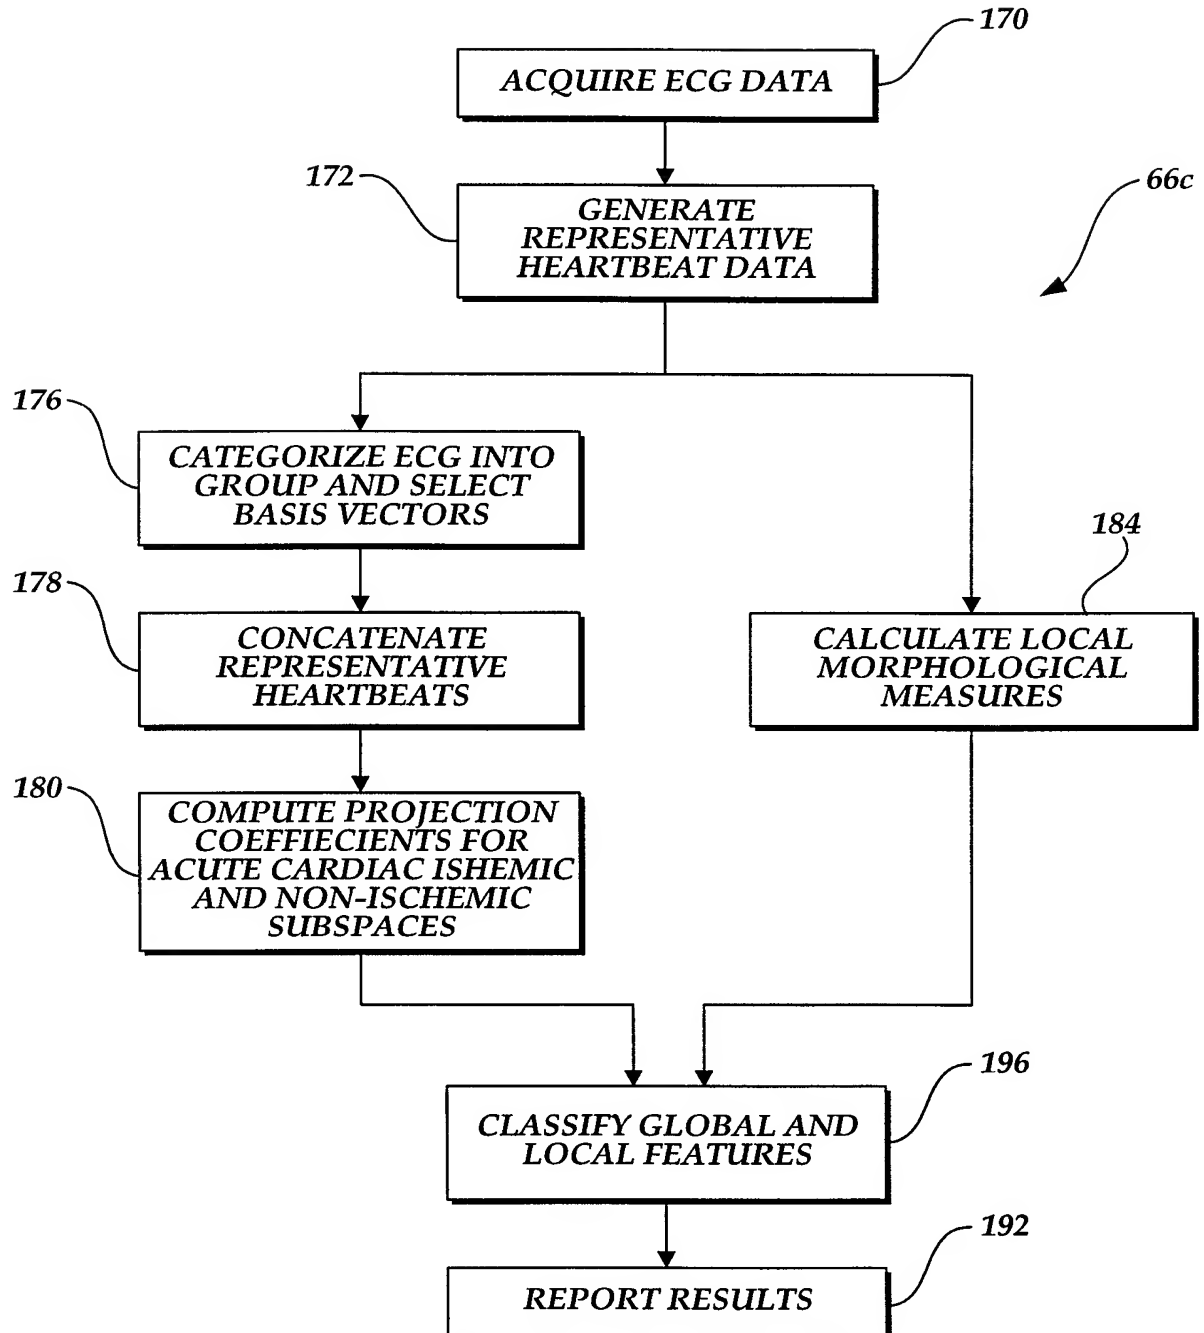 170
ACQUIRE ECG DATA
172
GENERATE
REPRESENTATIVE
HEARTBEAT DATA
66c
176
CATEGORIZE ECG INTO
GROUP AND SELECT
BASIS VECTORS
178
CONCATENATE
REPRESENTATIVE
HEARTBEATS
184
CALCULATE LOCAL
MORPHOLOGICAL
MEASURES
180
COMPUTE PROJECTION
COEFFIECIENTS FOR
ACUTE CARDIAC ISHEMIC
AND NON-ISCHEMIC
SUBSPACES
196
CLASSIFY GLOBAL AND
LOCAL FEATURES
192
REPORT RESULTS